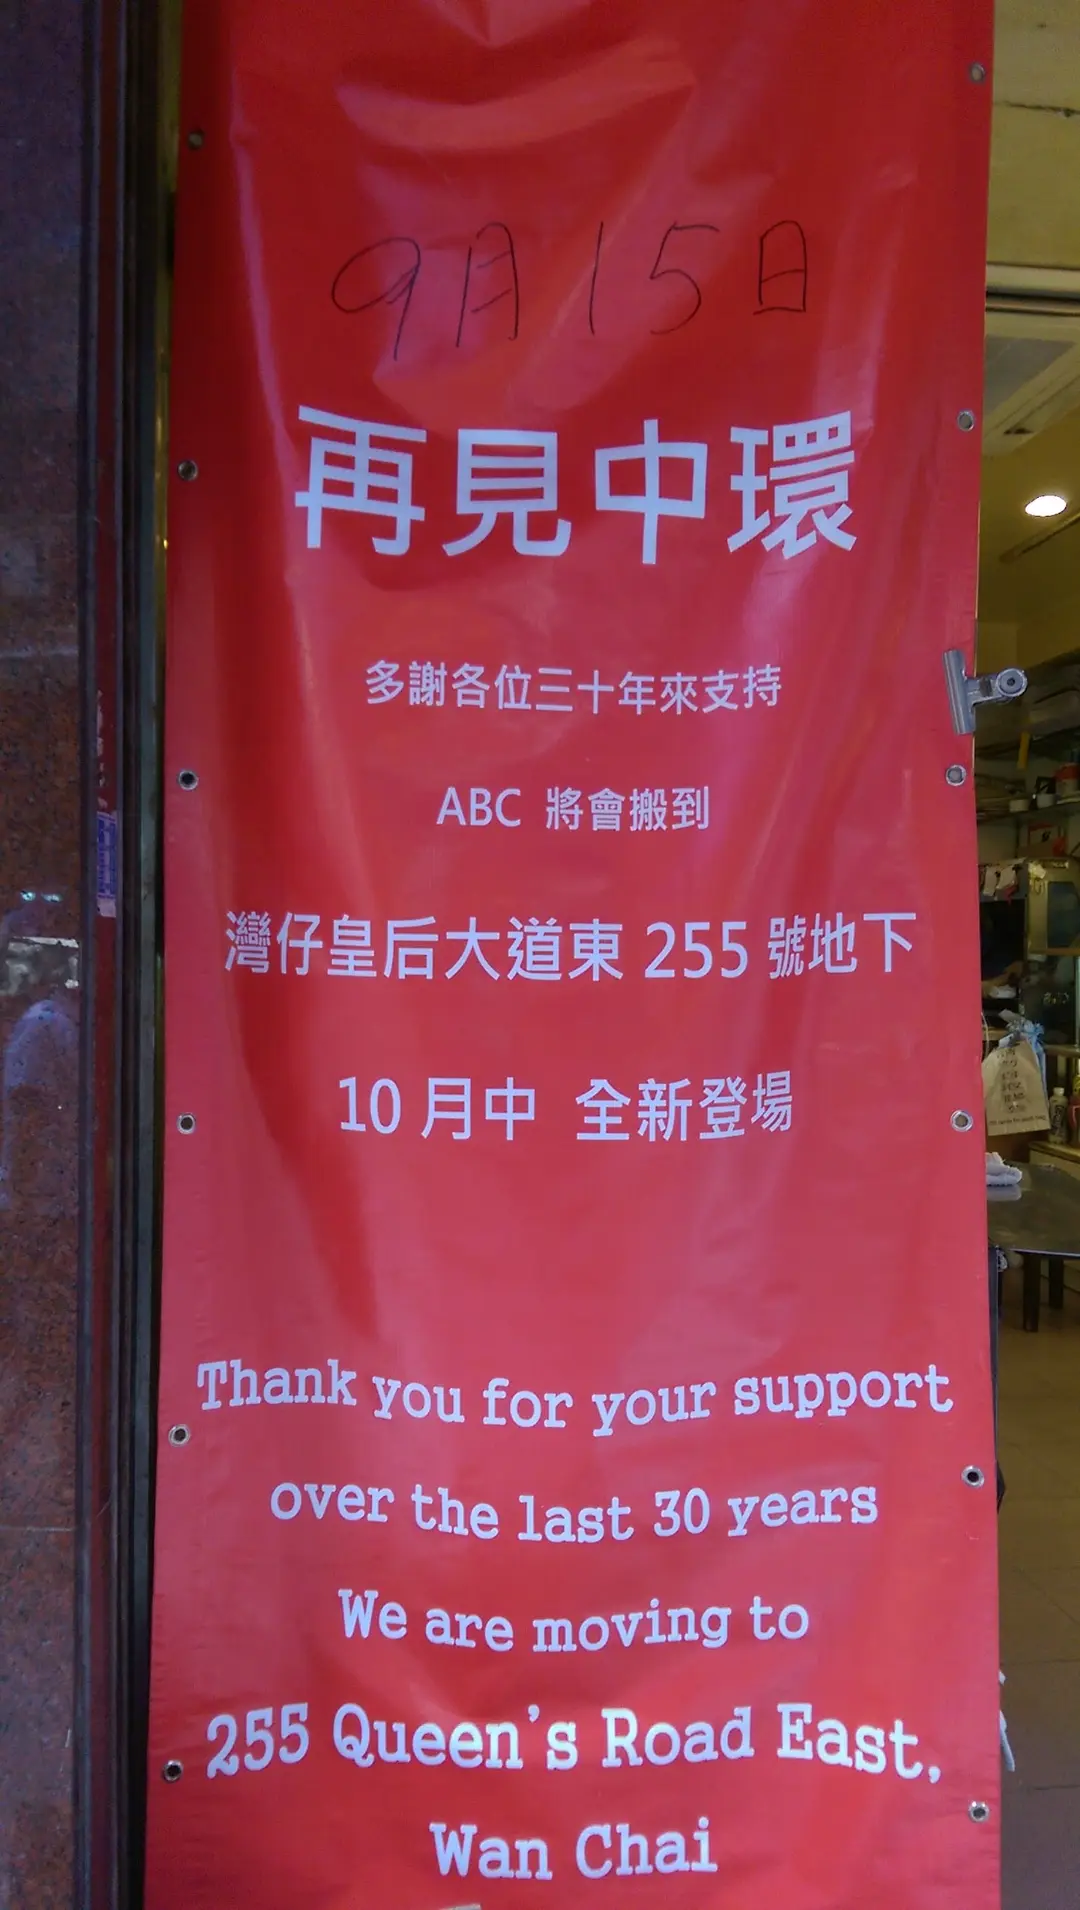 9月15日
再見中環
多謝各位三十年來支持
ABC 將會搬到
灣仔皇后大道東 255 號地下
10 月中 全新登場
Thank you for your support
over the last 30 years
We are moving to
255 Queen's Road East,
Wan Chai